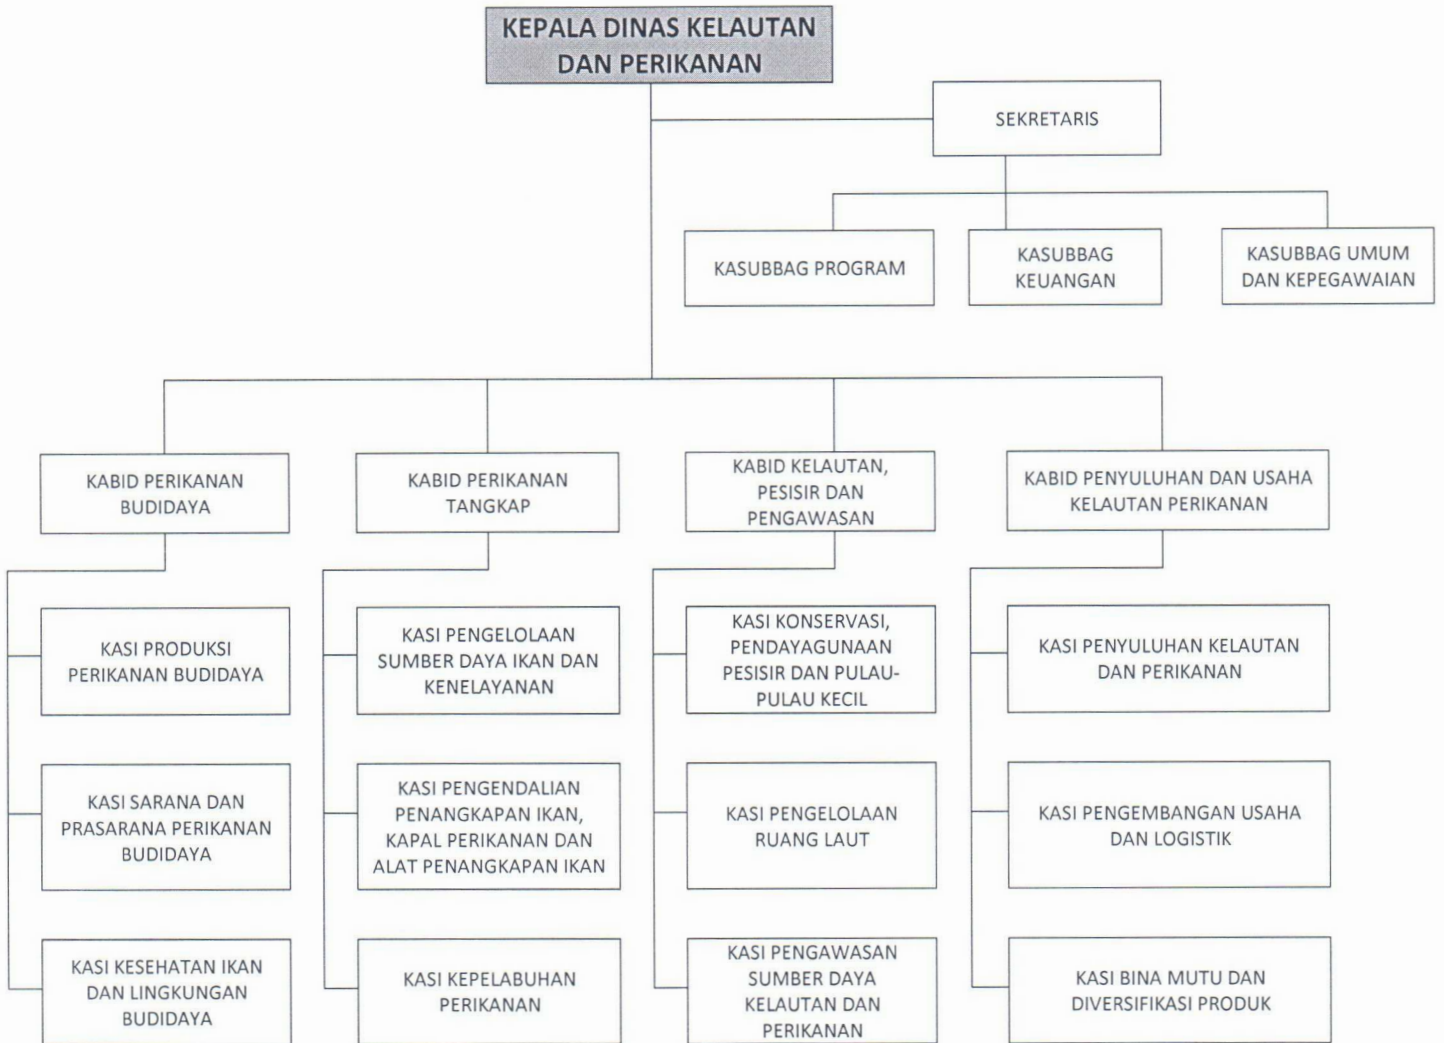 KEPALA DINAS KELAUTAN
DAN PERIKANAN
SEKRETARIS
KASUBBAG PROGRAM
KASUBBAG
KEUANGAN
KASUBBAG UMUM
DAN KEPEGAWAIAN
KABID PERIKANAN
BUDIDAYA
KABID PERIKANAN
TANGKAP
KABID KELAUTAN,
PESISIR DAN
PENGAWASAN
KABID PENYULUHAN DAN USAHA
KELAUTAN PERIKANAN
KASI PRODUKSI
PERIKANAN BUDIDAYA
KASI PENGELOLAAN
SUMBER DAYA IKAN DAN
KENELAYANAN
KASI KONSERVASI,
PENDAYAGUNAAN
PESISIR DAN PULAU-
PULAU KECIL
KASI PENYULUHAN KELAUTAN
DAN PERIKANAN
KASI SARANA DAN
PRASARANA PERIKANAN
BUDIDAYA
KASI PENGENDALIAN
PENANGKAPAN IKAN,
KAPAL PERIKANAN DAN
ALAT PENANGKAPAN IKAN
KASI PENGELOLAAN
RUANG LAUT
KASI PENGEMBANGAN USAHA
DAN LOGISTIK
KASI KESEHATAN IKAN
DAN LINGKUNGAN
BUDIDAYA
KASI KEPELABUHAN
PERIKANAN
KASI PENGAWASAN
SUMBER DAYA
KELAUTAN DAN
PERIKANAN
KASI BINA MUTU DAN
DIVERSIFIKASI PRODUK